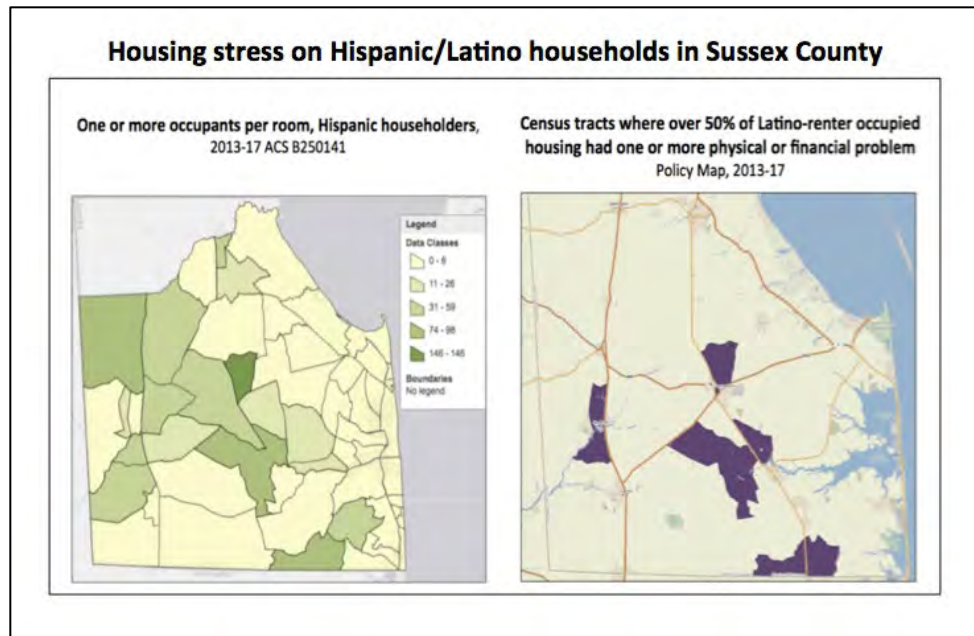 Housing stress on Hispanic/Latino households in Sussex County
One or more occupants per room, Hispanic householders,
2013-17 ACS B250141
Legend
Data Classes
0 - 6
11 - 26
31 - 59
74 - 98
146 - 146
Boundaries
No legend
Census tracts where over 50% of Latino-renter occupied
housing had one or more physical or financial problem
Policy Map, 2013-17